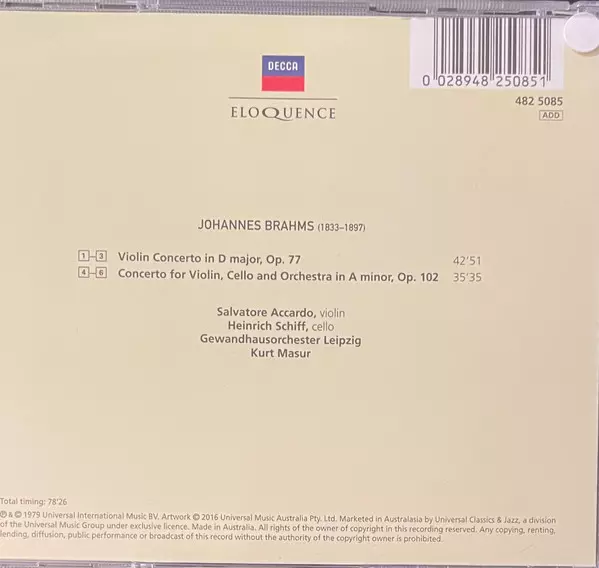 0 028948 250851
DECCA
482 5085
ADD
ELOQUENCE
JOHANNES BRAHMS (1833–1897)
1–3 Violin Concerto in D major, Op. 77 42'51
4–6 Concerto for Violin, Cello and Orchestra in A minor, Op. 102 35'35
Salvatore Accardo, violin
Heinrich Schiff, cello
Gewandhausorchester Leipzig
Kurt Masur
Total timing: 78'26
℗ & © 1979 Universal International Music BV. Artwork © 2016 Universal Music Australia Pty. Ltd. Marketed in Australasia by Universal Classics & Jazz, a division
of the Universal Music Group under exclusive licence. Made in Australia. All rights of the owner of copyright in this recording reserved. Any copying, renting,
lending, diffusion, public performance or broadcast of this record without the authority of the copyright owner is prohibited.